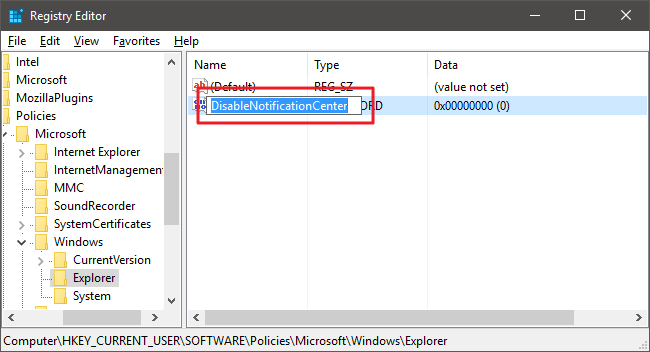 Registry Editor
File Edit View Favorites Help
Intel
Microsoft
MozillaPlugins
Policies
Microsoft
Internet Explorer
InternetManagement
MMC
SoundRecorder
SystemCertificates
Windows
CurrentVersion
Explorer
System
Name Type Data
ab (Default) REG_SZ (value not set)
DisableNotificationCenter ORD 0x00000000 (0)
Computer\HKEY_CURRENT_USER\SOFTWARE\Policies\Microsoft\Windows\Explorer